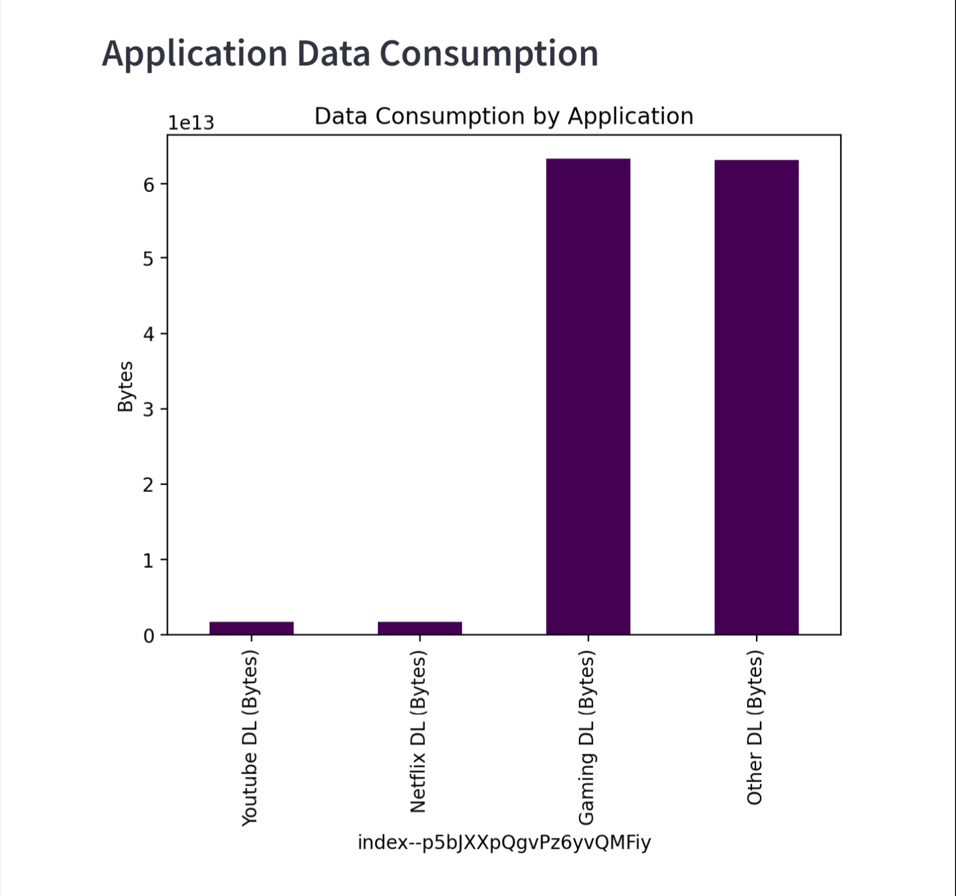 Application Data Consumption
Data Consumption by Application
1e13
6
5
4
3
2
1
0
Bytes
Youtube DL (Bytes)
Netflix DL (Bytes)
Gaming DL (Bytes)
Other DL (Bytes)
index--p5bJXXpQgvPz6yvQMFiy